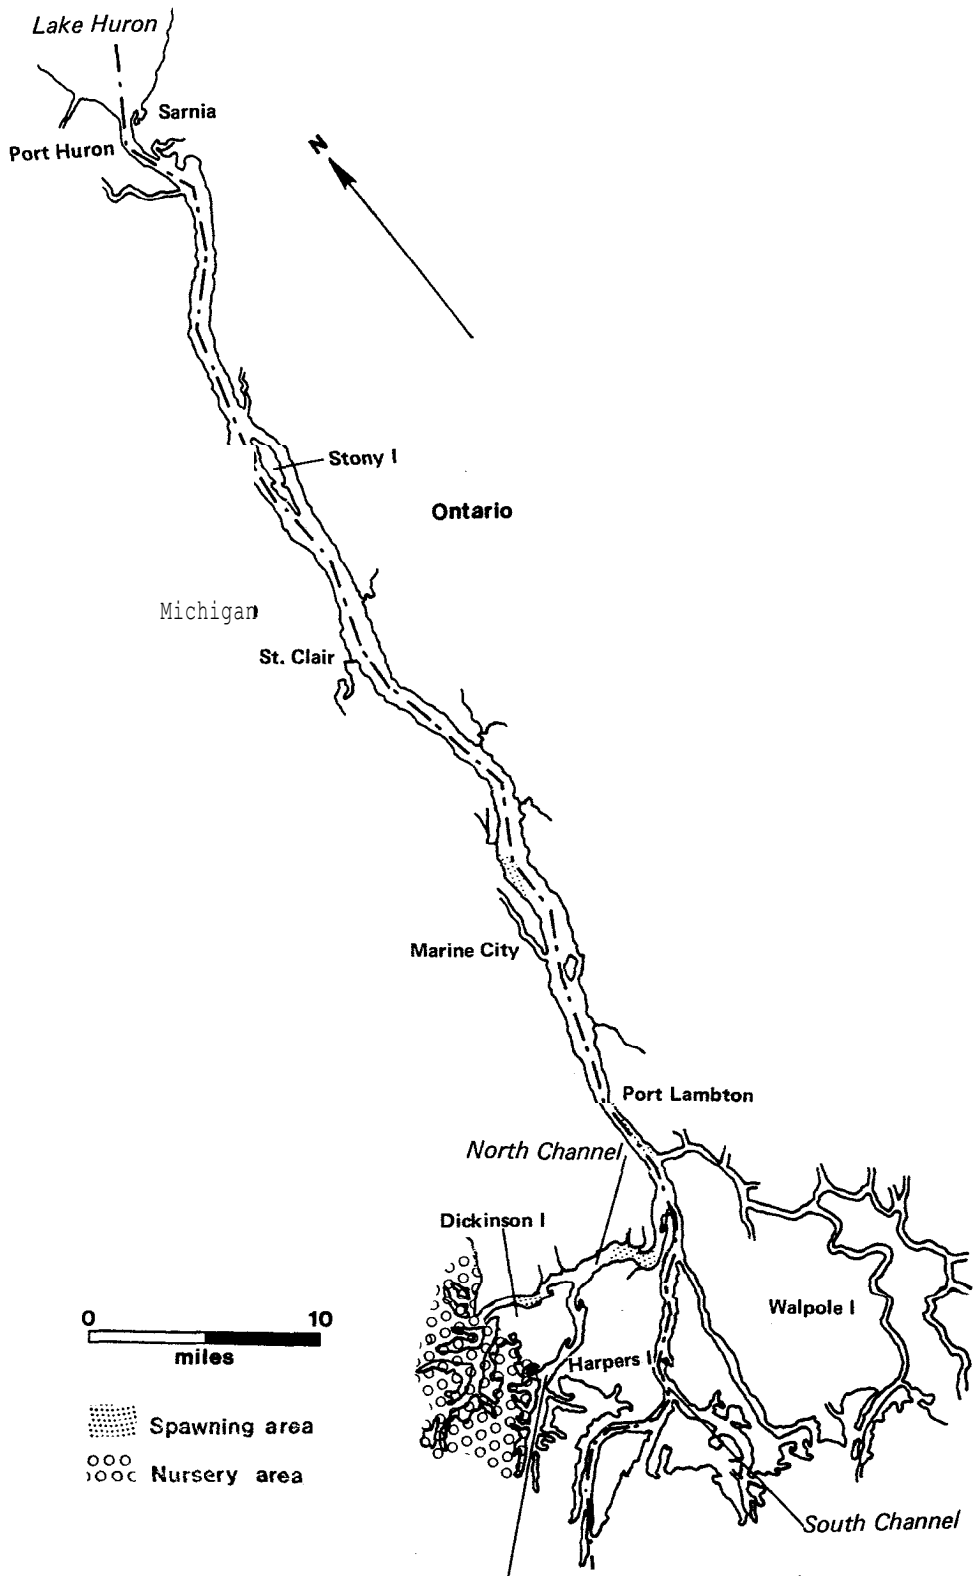 Lake Huron
Sarnia
Port Huron
N
Stony I
Ontario
Michigan
St. Clair
Marine City
Port Lambton
North Channel
Dickinson I
Walpole I
0 10
miles
Harpers I
Spawning area
Nursery area
South Channel